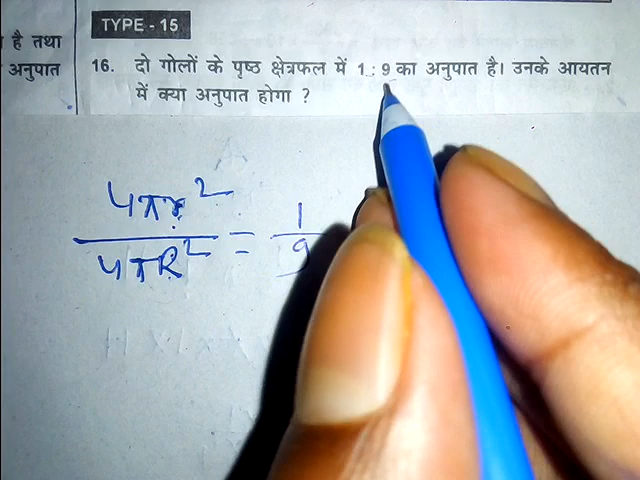 TYPE - 15
है तथा
अनुपात
16. दो गोलों के पृष्ठ क्षेत्रफल में 1 : 9 का अनुपात है। उनके आयतन
में क्या अनुपात होगा ?
4πr²
4πR²
=
1
9